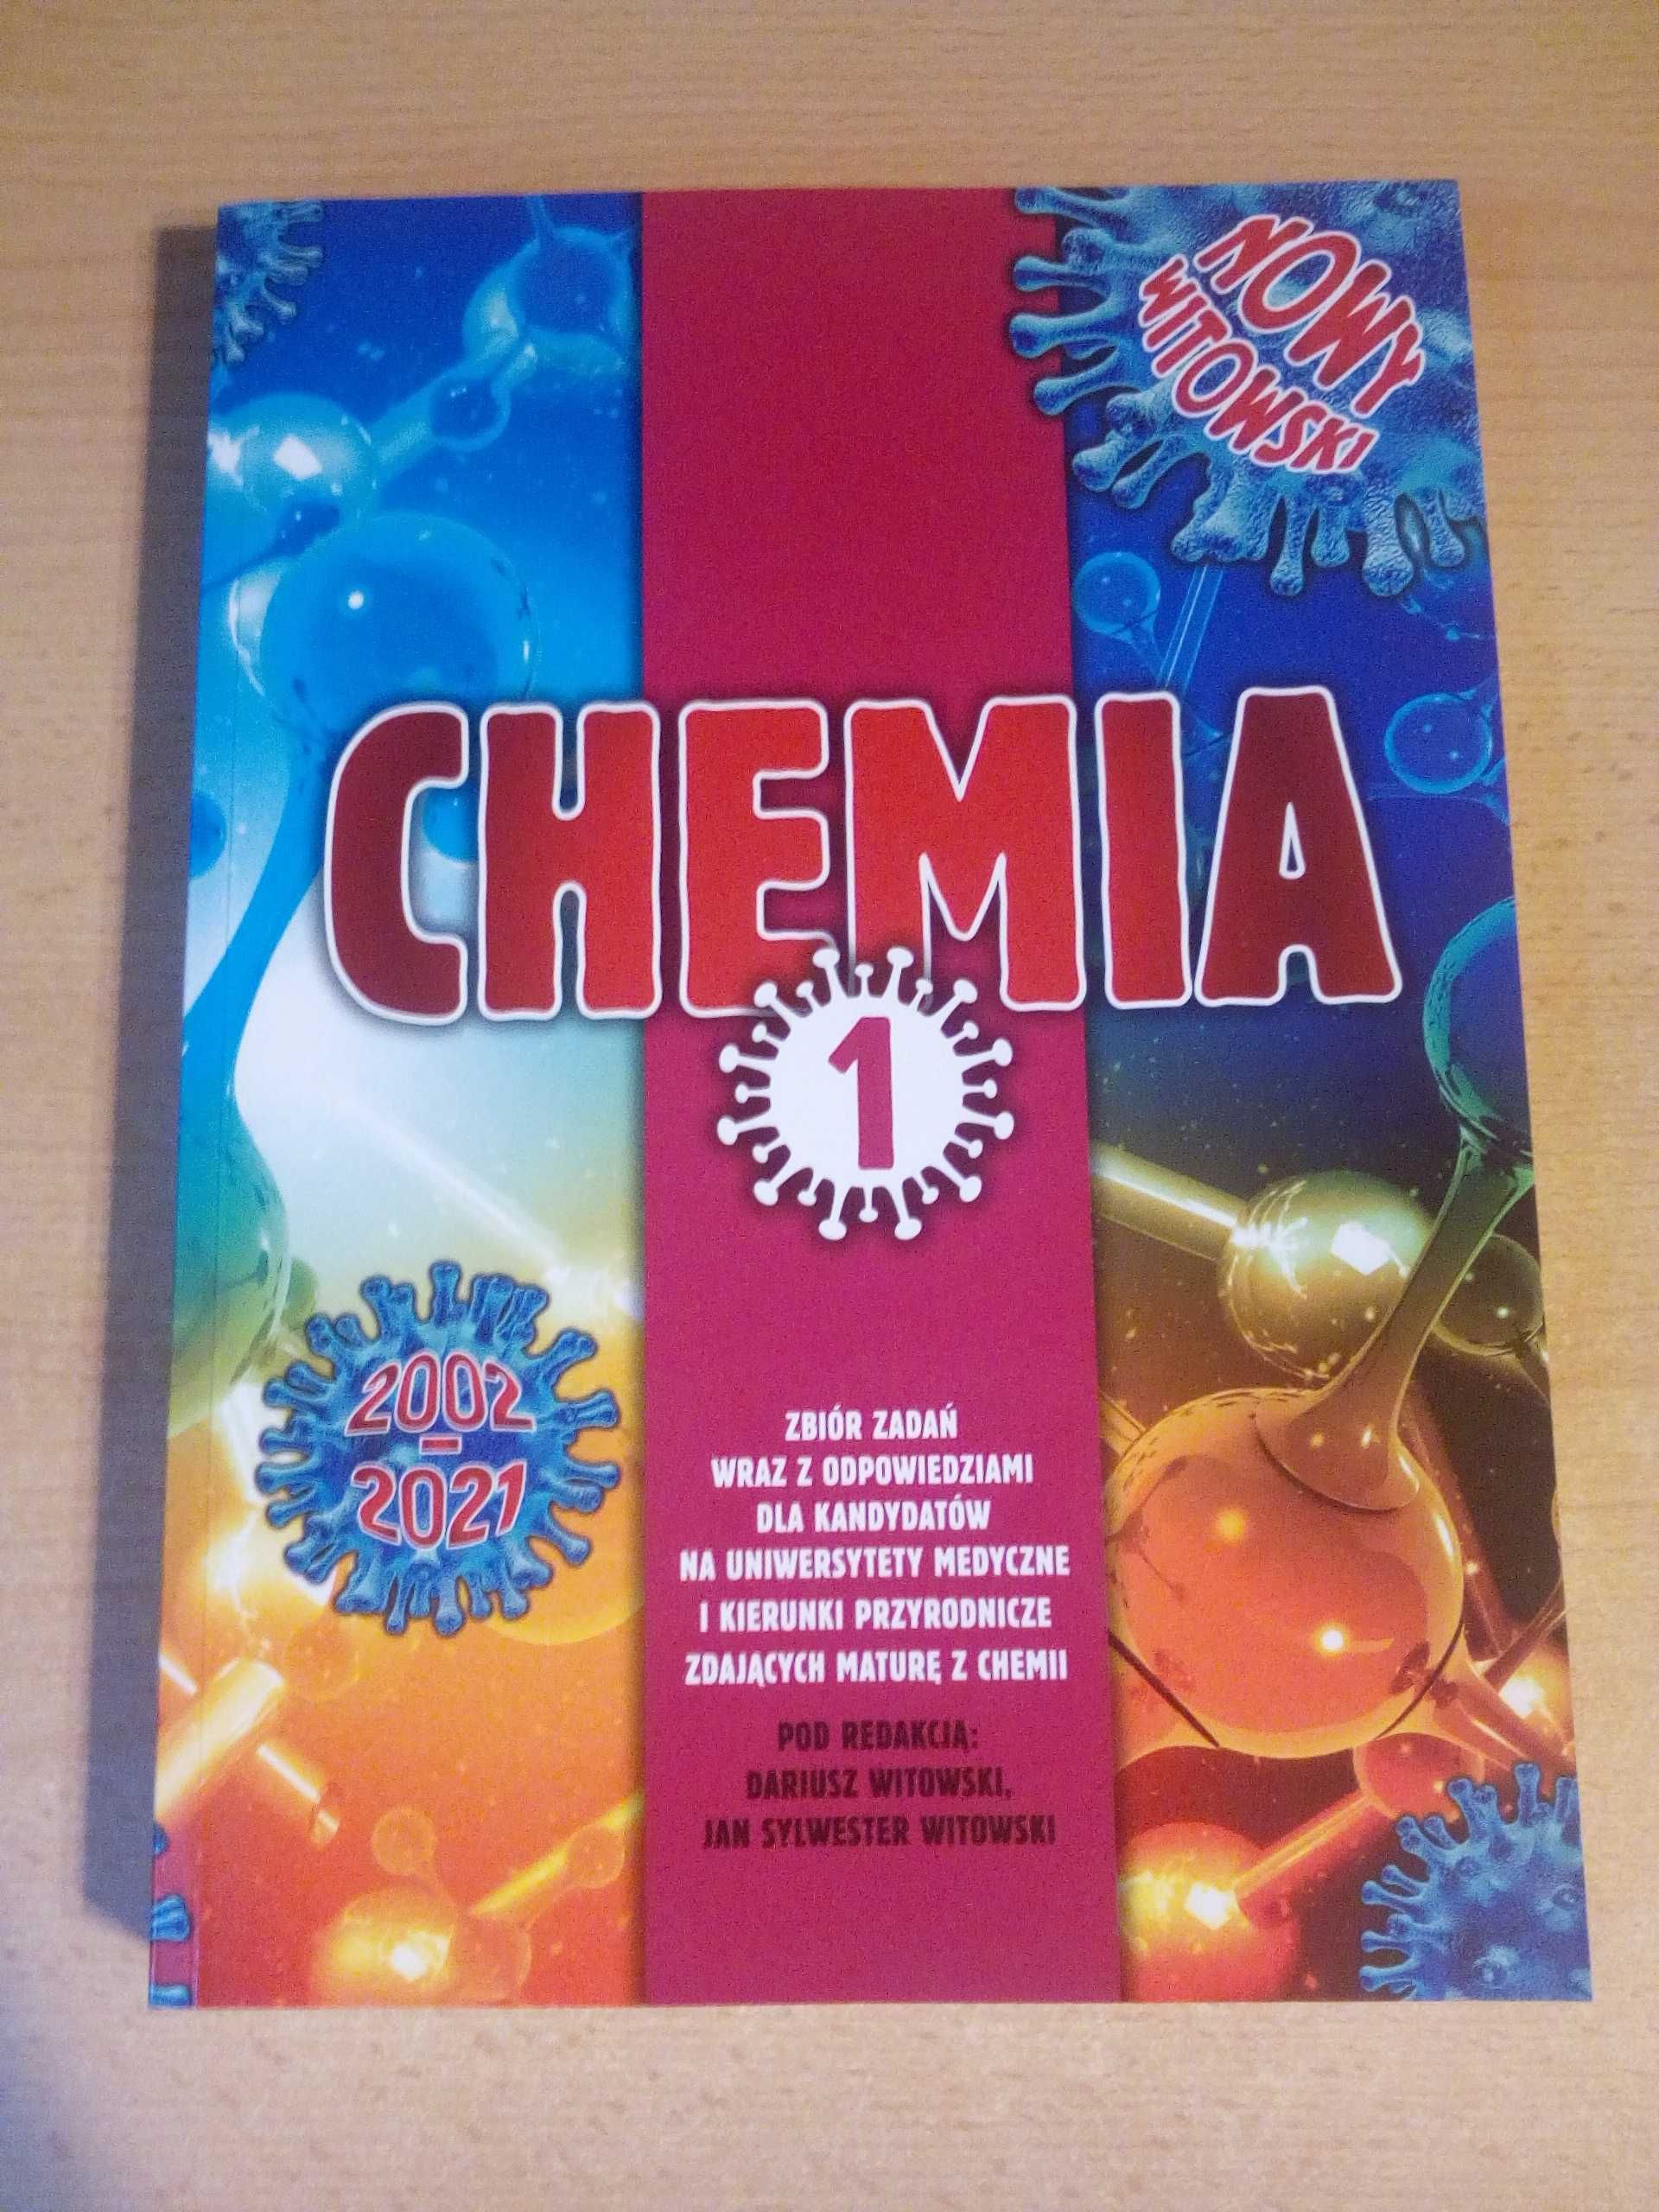 NOWY
WITOWSKI
CHEMIA
1
2002
–
2021
ZBIÓR ZADAŃ
WRAZ Z ODPOWIEDZIAMI
DLA KANDYDATÓW
NA UNIWERSYTETY MEDYCZNE
I KIERUNKI PRZYRODNICZE
ZDAJĄCYCH MATURĘ Z CHEMII
POD REDAKCJĄ:
DARIUSZ WITOWSKI,
JAN SYLWESTER WITOWSKI